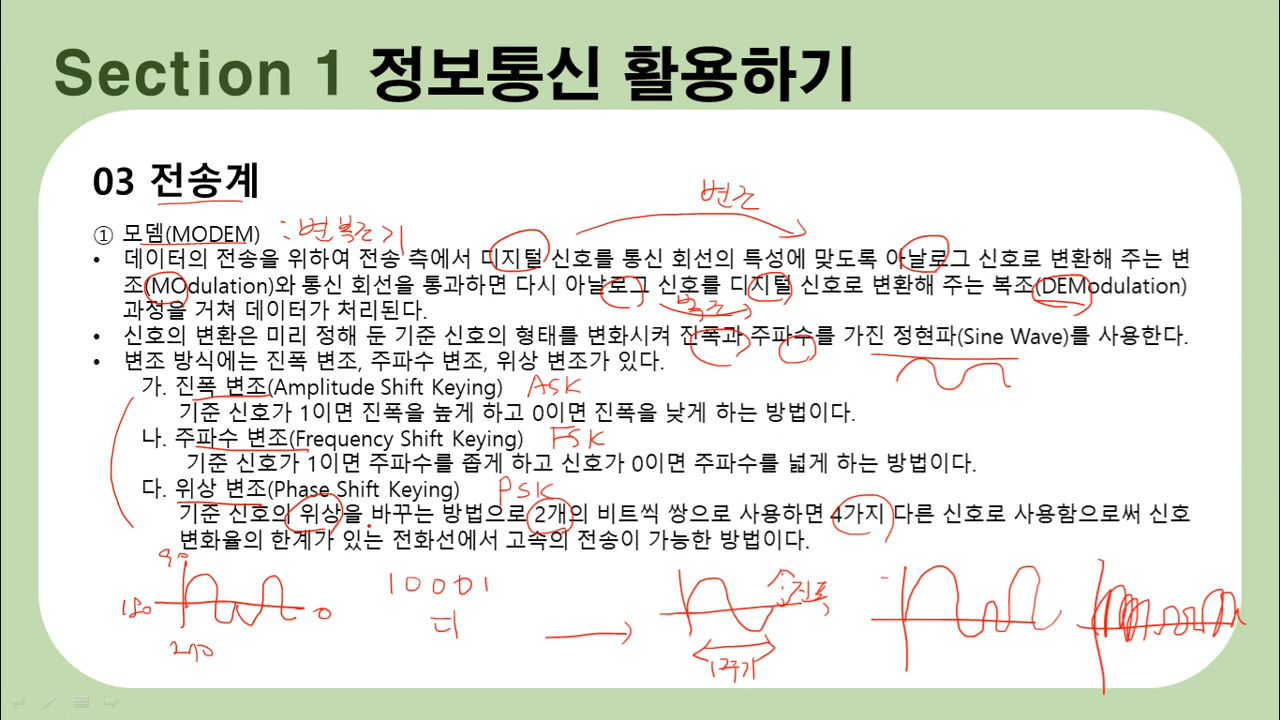 Section 1 정보통신 활용하기
03 전송계
변조
① 모뎀(MODEM) : 변복조기
• 데이터의 전송을 위하여 전송 측에서 디지털 신호를 통신 회선의 특성에 맞도록 아날로그 신호로 변환해 주는 변
조(MOdulation)와 통신 회선을 통과하면 다시 아날로그 신호를 디지털 신호로 변환해 주는 복조(DEModulation)
복조
과정을 거쳐 데이터가 처리된다.
• 신호의 변환은 미리 정해 둔 기준 신호의 형태를 변화시켜 진폭과 주파수를 가진 정현파(Sine Wave)를 사용한다.
• 변조 방식에는 진폭 변조, 주파수 변조, 위상 변조가 있다.
가. 진폭 변조(Amplitude Shift Keying) ASK
기준 신호가 1이면 진폭을 높게 하고 0이면 진폭을 낮게 하는 방법이다.
나. 주파수 변조(Frequency Shift Keying) FSK
기준 신호가 1이면 주파수를 좁게 하고 신호가 0이면 주파수를 넓게 하는 방법이다.
다. 위상 변조(Phase Shift Keying) PSK
기준 신호의 위상을 바꾸는 방법으로 2개의 비트씩 쌍으로 사용하면 4가지 다른 신호로 사용함으로써 신호
변화율의 한계가 있는 전화선에서 고속의 전송이 가능한 방법이다.
90
180
0
270
10001
디
진폭
1주기